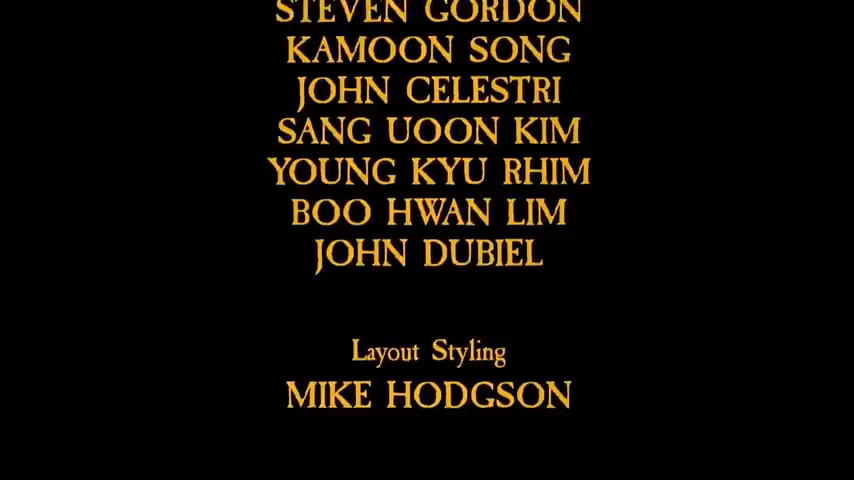 STEVEN GORDON
KAMOON SONG
JOHN CELESTRI
SANG UOON KIM
YOUNG KYU RHIM
BOO HWAN LIM
JOHN DUBIEL
Layout Styling
MIKE HODGSON